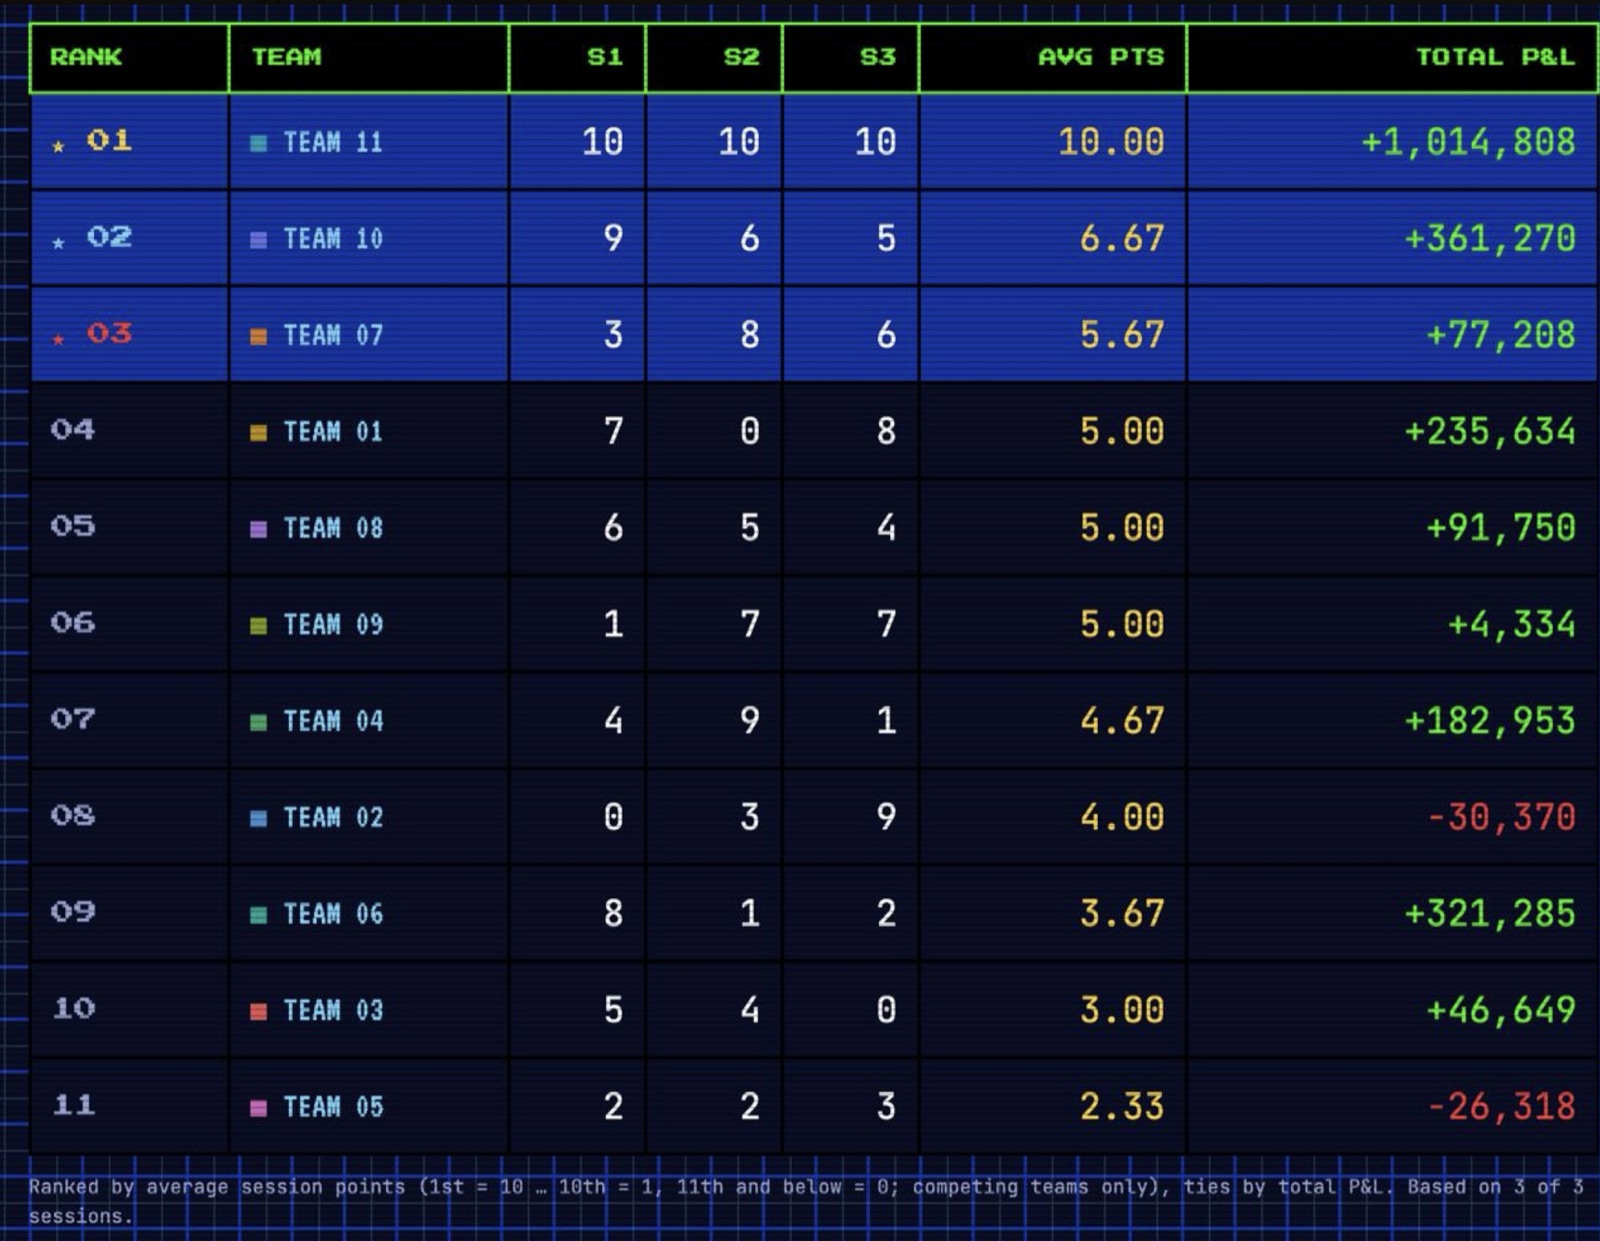 RANK TEAM S1 S2 S3 AVG PTS TOTAL P&L
★ 01 TEAM 11 10 10 10 10.00 +1,014,808
★ 02 TEAM 10 9 6 5 6.67 +361,270
★ 03 TEAM 07 3 8 6 5.67 +77,208
04 TEAM 01 7 0 8 5.00 +235,634
05 TEAM 08 6 5 4 5.00 +91,750
06 TEAM 09 1 7 7 5.00 +4,334
07 TEAM 04 4 9 1 4.67 +182,953
08 TEAM 02 0 3 9 4.00 -30,370
09 TEAM 06 8 1 2 3.67 +321,285
10 TEAM 03 5 4 0 3.00 +46,649
11 TEAM 05 2 2 3 2.33 -26,318
Ranked by average session points (1st = 10 … 10th = 1, 11th and below = 0; competing teams only), ties by total P&L. Based on 3 of 3
sessions.